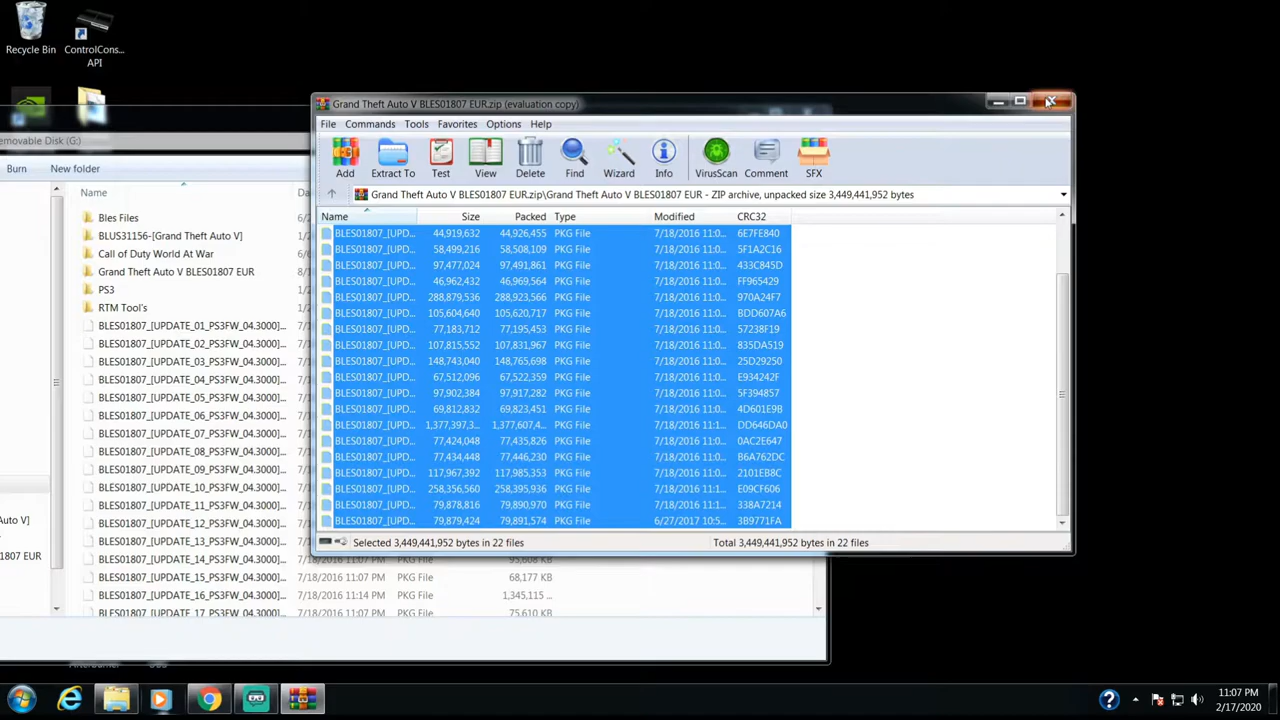 Recycle Bin
ControlCons...
API
Removable Disk (G:)
Burn
New folder
Name
Bles Files
BLUS31156-[Grand Theft Auto V]
Call of Duty World At War
Grand Theft Auto V BLES01807 EUR
PS3
RTM Tool's
BLES01807_[UPDATE_01_PS3FW_04.3000]...
BLES01807_[UPDATE_02_PS3FW_04.3000]...
BLES01807_[UPDATE_03_PS3FW_04.3000]...
BLES01807_[UPDATE_04_PS3FW_04.3000]...
BLES01807_[UPDATE_05_PS3FW_04.3000]...
BLES01807_[UPDATE_06_PS3FW_04.3000]...
BLES01807_[UPDATE_07_PS3FW_04.3000]...
BLES01807_[UPDATE_08_PS3FW_04.3000]...
BLES01807_[UPDATE_09_PS3FW_04.3000]...
BLES01807_[UPDATE_10_PS3FW_04.3000]...
BLES01807_[UPDATE_11_PS3FW_04.3000]...
BLES01807_[UPDATE_12_PS3FW_04.3000]...
BLES01807_[UPDATE_13_PS3FW_04.3000]...
BLES01807_[UPDATE_14_PS3FW_04.3000]... 7/18/2016 11:07 PM PKG File 95,608 KB
BLES01807_[UPDATE_15_PS3FW_04.3000]... 7/18/2016 11:07 PM PKG File 68,177 KB
BLES01807_[UPDATE_16_PS3FW_04.3000]... 7/18/2016 11:14 PM PKG File 1,345,115 ...
BLES01807_[UPDATE_17_PS3FW_04.3000]... 7/18/2016 11:07 PM PKG File 75,610 KB
uto V]
1807 EUR
Grand Theft Auto V BLES01807 EUR.zip (evaluation copy)
File Commands Tools Favorites Options Help
Add Extract To Test View Delete Find Wizard Info VirusScan Comment SFX
Grand Theft Auto V BLES01807 EUR.zip\Grand Theft Auto V BLES01807 EUR - ZIP archive, unpacked size 3,449,441,952 bytes
Name Size Packed Type Modified CRC32
BLES01807_[UPD... 44,919,632 44,926,455 PKG File 7/18/2016 11:0... 6E7FE840
BLES01807_[UPD... 58,499,216 58,508,109 PKG File 7/18/2016 11:0... 5F1A2C16
BLES01807_[UPD... 97,477,024 97,491,861 PKG File 7/18/2016 11:0... 433C845D
BLES01807_[UPD... 46,962,432 46,969,564 PKG File 7/18/2016 11:0... FF965429
BLES01807_[UPD... 288,879,536 288,923,566 PKG File 7/18/2016 11:0... 970A24F7
BLES01807_[UPD... 105,604,640 105,620,717 PKG File 7/18/2016 11:0... BDD607A6
BLES01807_[UPD... 77,183,712 77,195,453 PKG File 7/18/2016 11:0... 57238F19
BLES01807_[UPD... 107,815,552 107,831,967 PKG File 7/18/2016 11:0... 835DA519
BLES01807_[UPD... 148,743,040 148,765,698 PKG File 7/18/2016 11:0... 25D29250
BLES01807_[UPD... 67,512,096 67,522,359 PKG File 7/18/2016 11:0... E934242F
BLES01807_[UPD... 97,902,384 97,917,282 PKG File 7/18/2016 11:0... 5F394857
BLES01807_[UPD... 69,812,832 69,823,451 PKG File 7/18/2016 11:0... 4D601E9B
BLES01807_[UPD... 1,377,397,3... 1,377,607,4... PKG File 7/18/2016 11:1... DD646DA0
BLES01807_[UPD... 77,424,048 77,435,826 PKG File 7/18/2016 11:0... 0AC2E647
BLES01807_[UPD... 77,434,448 77,446,230 PKG File 7/18/2016 11:0... B6A762DC
BLES01807_[UPD... 117,967,392 117,985,353 PKG File 7/18/2016 11:0... 2101EB8C
BLES01807_[UPD... 258,356,560 258,395,936 PKG File 7/18/2016 11:1... E09CF606
BLES01807_[UPD... 79,878,816 79,890,970 PKG File 7/18/2016 11:1... 338A7214
BLES01807_[UPD... 79,879,424 79,891,574 PKG File 6/27/2017 10:5... 3B9771FA
Selected 3,449,441,952 bytes in 22 files
Total 3,449,441,952 bytes in 22 files
11:07 PM
2/17/2020